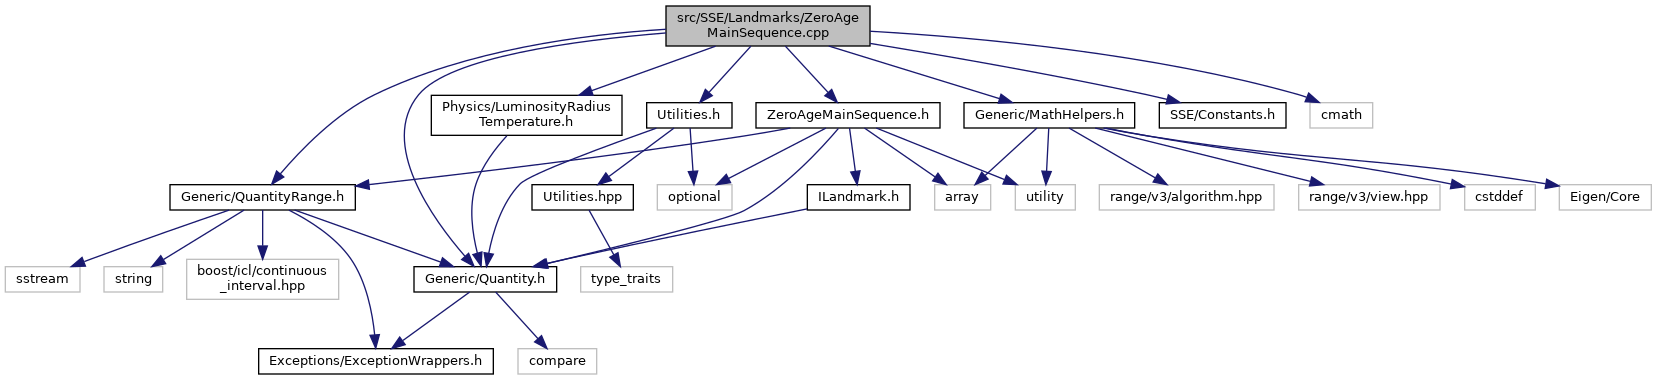 src/SSE/Landmarks/ZeroAge
MainSequence.cpp
Physics/LuminosityRadius
Temperature.h
Utilities.h
ZeroAgeMainSequence.h
Generic/MathHelpers.h
SSE/Constants.h
cmath
Generic/QuantityRange.h
Utilities.hpp
optional
ILandmark.h
array
utility
range/v3/algorithm.hpp
range/v3/view.hpp
cstddef
Eigen/Core
sstream
string
boost/icl/continuous
_interval.hpp
Generic/Quantity.h
type_traits
Exceptions/ExceptionWrappers.h
compare